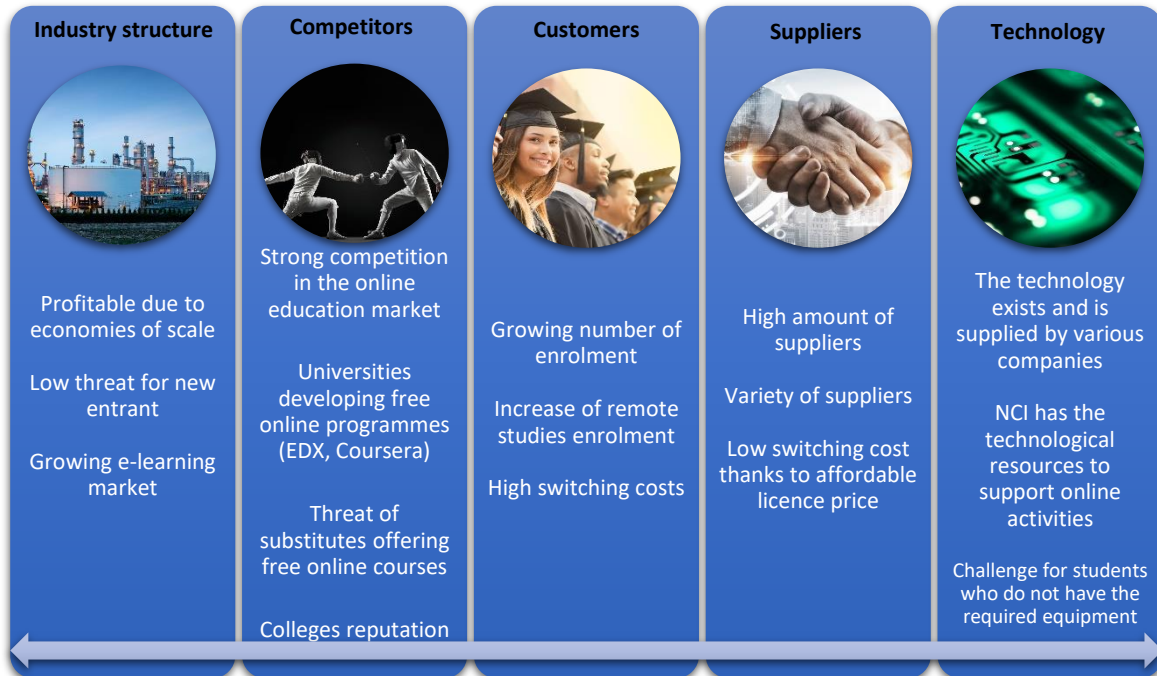 Industry structure
Profitable due to
economies of scale
Low threat for new
entrant
Growing e-learning
market
Competitors
Strong competition
in the online
education market
Universities
developing free
online programmes
(EDX, Coursera)
Threat of
substitutes offering
free online courses
Colleges reputation
Customers
Growing number of
enrolment
Increase of remote
studies enrolment
High switching costs
Suppliers
High amount of
suppliers
Variety of suppliers
Low switching cost
thanks to affordable
licence price
Technology
The technology
exists and is
supplied by various
companies
NCI has the
technological
resources to
support online
activities
Challenge for students
who do not have the
required equipment